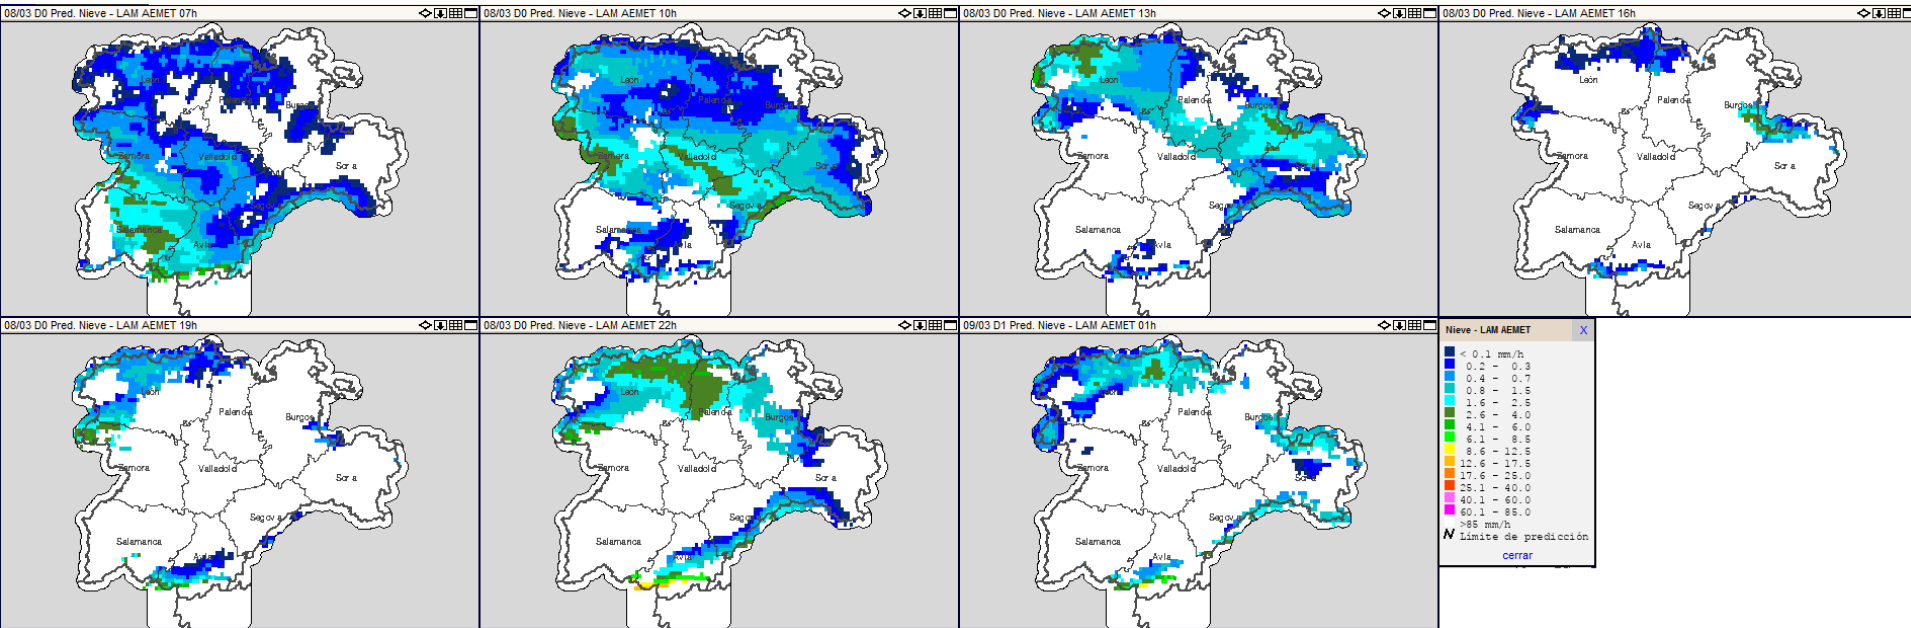 08/03 D0 Pred. Nieve - LAM AEMET 07h
León
Burgos
Zamora
Valladolid
Soria
Segovia
Salamanca
Avila
08/03 D0 Pred. Nieve - LAM AEMET 10h
León
Palencia
Burgos
Zamora
Valladolid
Soria
Segovia
Salamanca
Avila
08/03 D0 Pred. Nieve - LAM AEMET 13h
León
Palencia
Burgos
Zamora
Valladolid
Segovia
Salamanca
Avila
08/03 D0 Pred. Nieve - LAM AEMET 16h
León
Palencia
Burgos
Zamora
Valladolid
Soria
Segovia
Salamanca
Avila
08/03 D0 Pred. Nieve - LAM AEMET 19h
León
Palencia
Burgos
Zamora
Valladolid
Soria
Segovia
Salamanca
Avila
08/03 D0 Pred. Nieve - LAM AEMET 22h
León
Palencia
Burgos
Zamora
Valladolid
Soria
Segovia
Salamanca
Avila
09/03 D1 Pred. Nieve - LAM AEMET 01h
León
Palencia
Burgos
Zamora
Valladolid
Soria
Segovia
Salamanca
Avila
Nieve - LAM AEMET X
< 0.1 mm/h
0.2 - 0.3
0.4 - 0.7
0.8 - 1.5
1.6 - 2.5
2.6 - 4.0
4.1 - 6.0
6.1 - 8.5
8.6 - 12.5
12.6 - 17.5
17.6 - 25.0
25.1 - 40.0
40.1 - 60.0
60.1 - 85.0
>85 mm/h
N Límite de predicción
cerrar